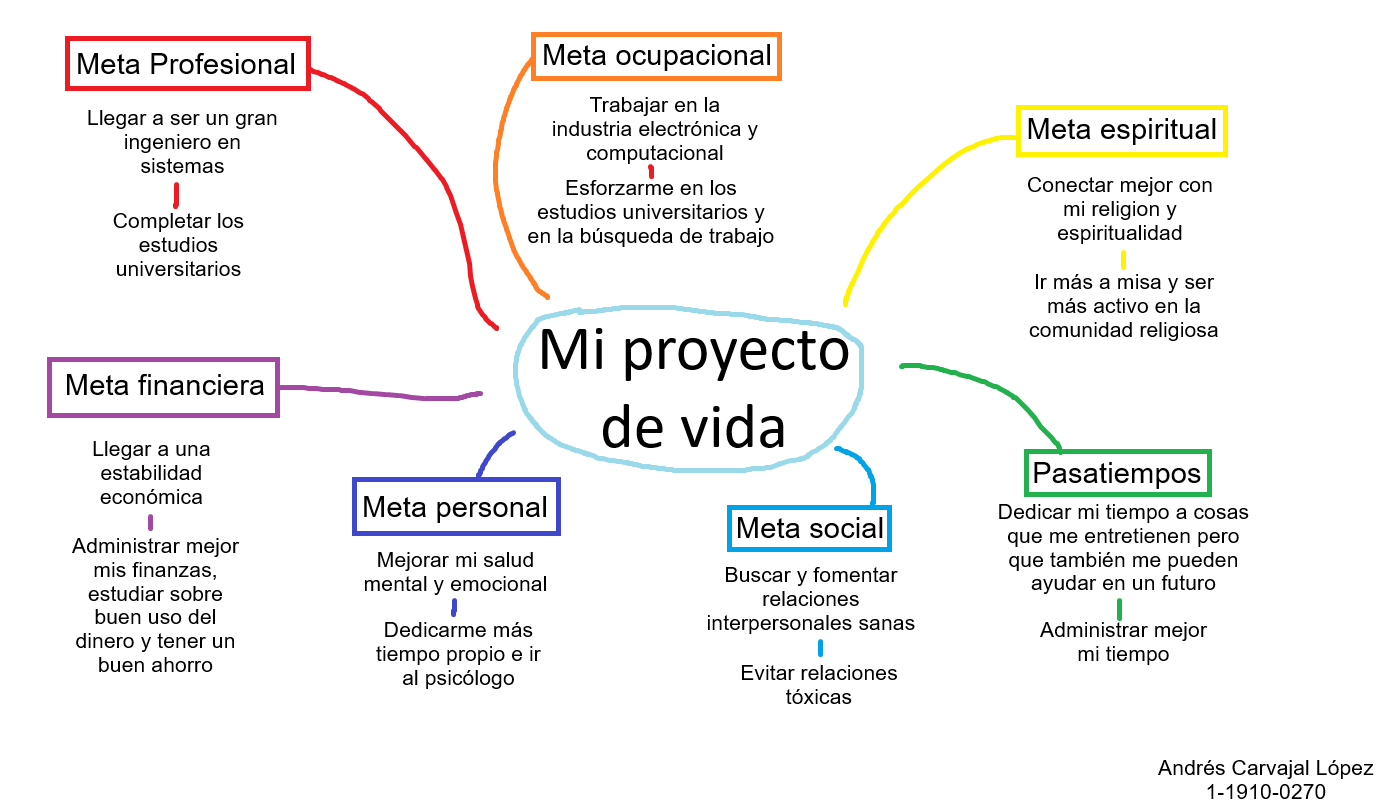 Meta Profesional
Llegar a ser un gran
ingeniero en
sistemas
Completar los
estudios
universitarios
Meta ocupacional
Trabajar en la
industria electrónica y
computacional
Esforzarme en los
estudios universitarios y
en la búsqueda de trabajo
Meta espiritual
Conectar mejor con
mi religion y
espiritualidad
Ir más a misa y ser
más activo en la
comunidad religiosa
Mi proyecto
de vida
Meta financiera
Llegar a una
estabilidad
económica
Administrar mejor
mis finanzas,
estudiar sobre
buen uso del
dinero y tener un
buen ahorro
Meta personal
Mejorar mi salud
mental y emocional
Dedicarme más
tiempo propio e ir
al psicólogo
Meta social
Buscar y fomentar
relaciones
interpersonales sanas
Evitar relaciones
tóxicas
Pasatiempos
Dedicar mi tiempo a cosas
que me entretienen pero
que también me pueden
ayudar en un futuro
Administrar mejor
mi tiempo
Andrés Carvajal López
1-1910-0270